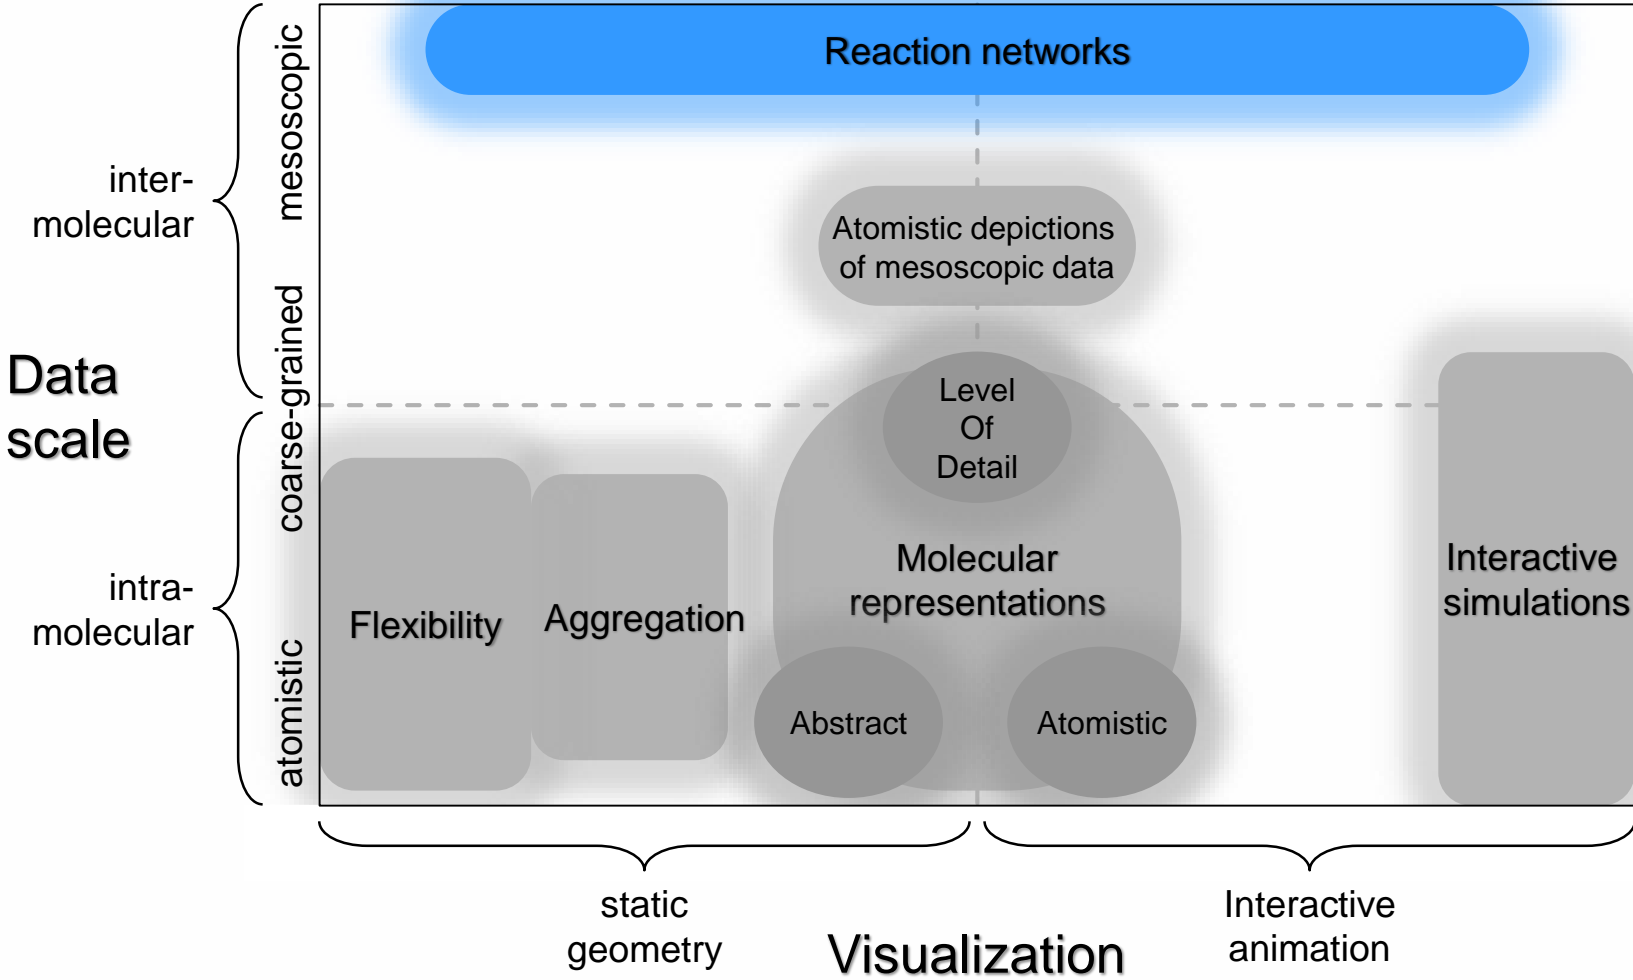 Reaction networks
mesoscopic
inter-
molecular
Atomistic depictions
of mesoscopic data
coarse-grained
Data
scale
Level
Of
Detail
Molecular
representations
Interactive
simulations
Flexibility
Aggregation
intra-
molecular
atomistic
Abstract
Atomistic
static
geometry
Interactive
animation
Visualization